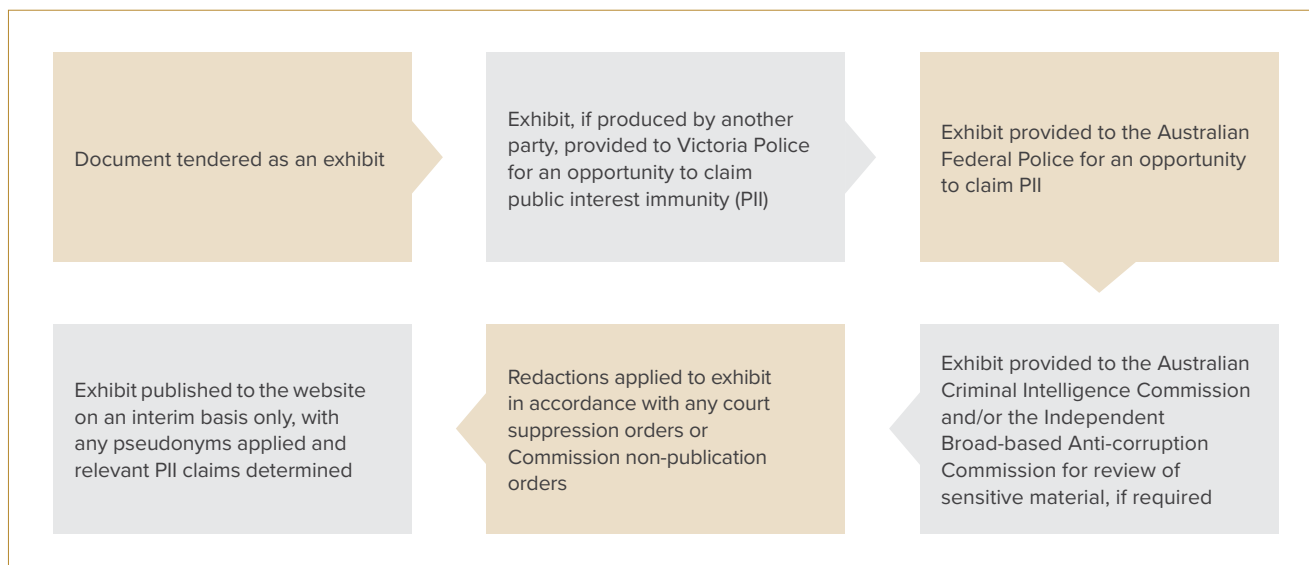 Document tendered as an exhibit
Exhibit, if produced by another
party, provided to Victoria Police
for an opportunity to claim
public interest immunity (PII)
Exhibit provided to the Australian
Federal Police for an opportunity
to claim PII
Exhibit provided to the Australian
Criminal Intelligence Commission
and/or the Independent
Broad-based Anti-corruption
Commission for review of
sensitive material, if required
Redactions applied to exhibit
in accordance with any court
suppression orders or
Commission non-publication
orders
Exhibit published to the website
on an interim basis only, with
any pseudonyms applied and
relevant PII claims determined